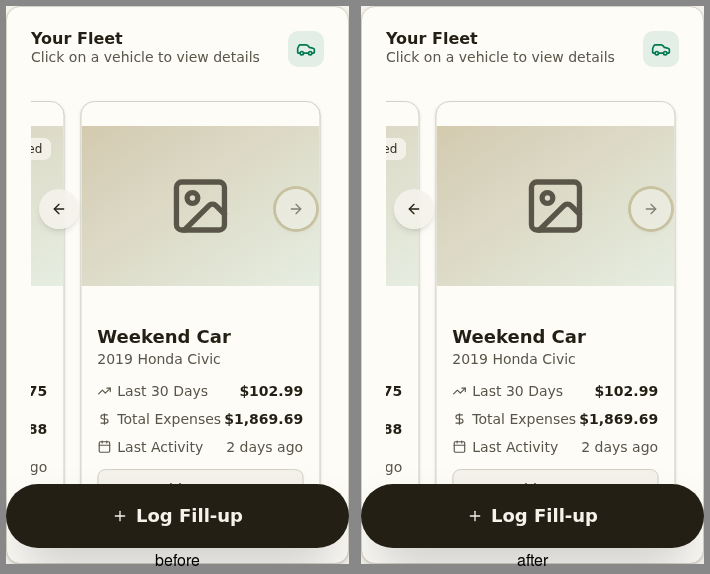 Your Fleet
Click on a vehicle to view details
ed
Weekend Car
2019 Honda Civic
75
Last 30 Days $102.99
88
Total Expenses $1,869.69
go
Last Activity 2 days ago
+ Log Fill-up
before
Your Fleet
Click on a vehicle to view details
ed
Weekend Car
2019 Honda Civic
75
Last 30 Days $102.99
88
Total Expenses $1,869.69
go
Last Activity 2 days ago
+ Log Fill-up
after